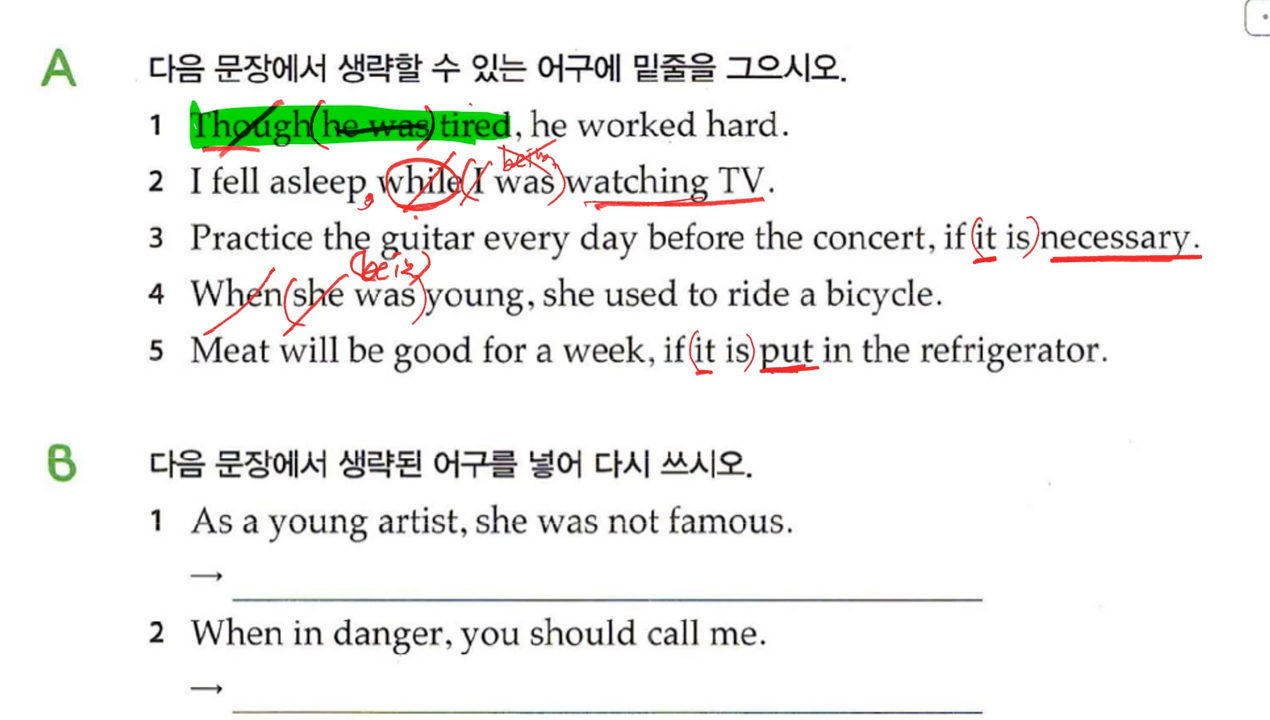 A 다음 문장에서 생략할 수 있는 어구에 밑줄을 그으시오.
1 Though (he was) tired, he worked hard.
being
2 I fell asleep, while (I was) watching TV.
3 Practice the guitar every day before the concert, if (it is) necessary.
4 When (she was) young, she used to ride a bicycle.
5 Meat will be good for a week, if (it is) put in the refrigerator.
B 다음 문장에서 생략된 어구를 넣어 다시 쓰시오.
1 As a young artist, she was not famous.
→
2 When in danger, you should call me.
→